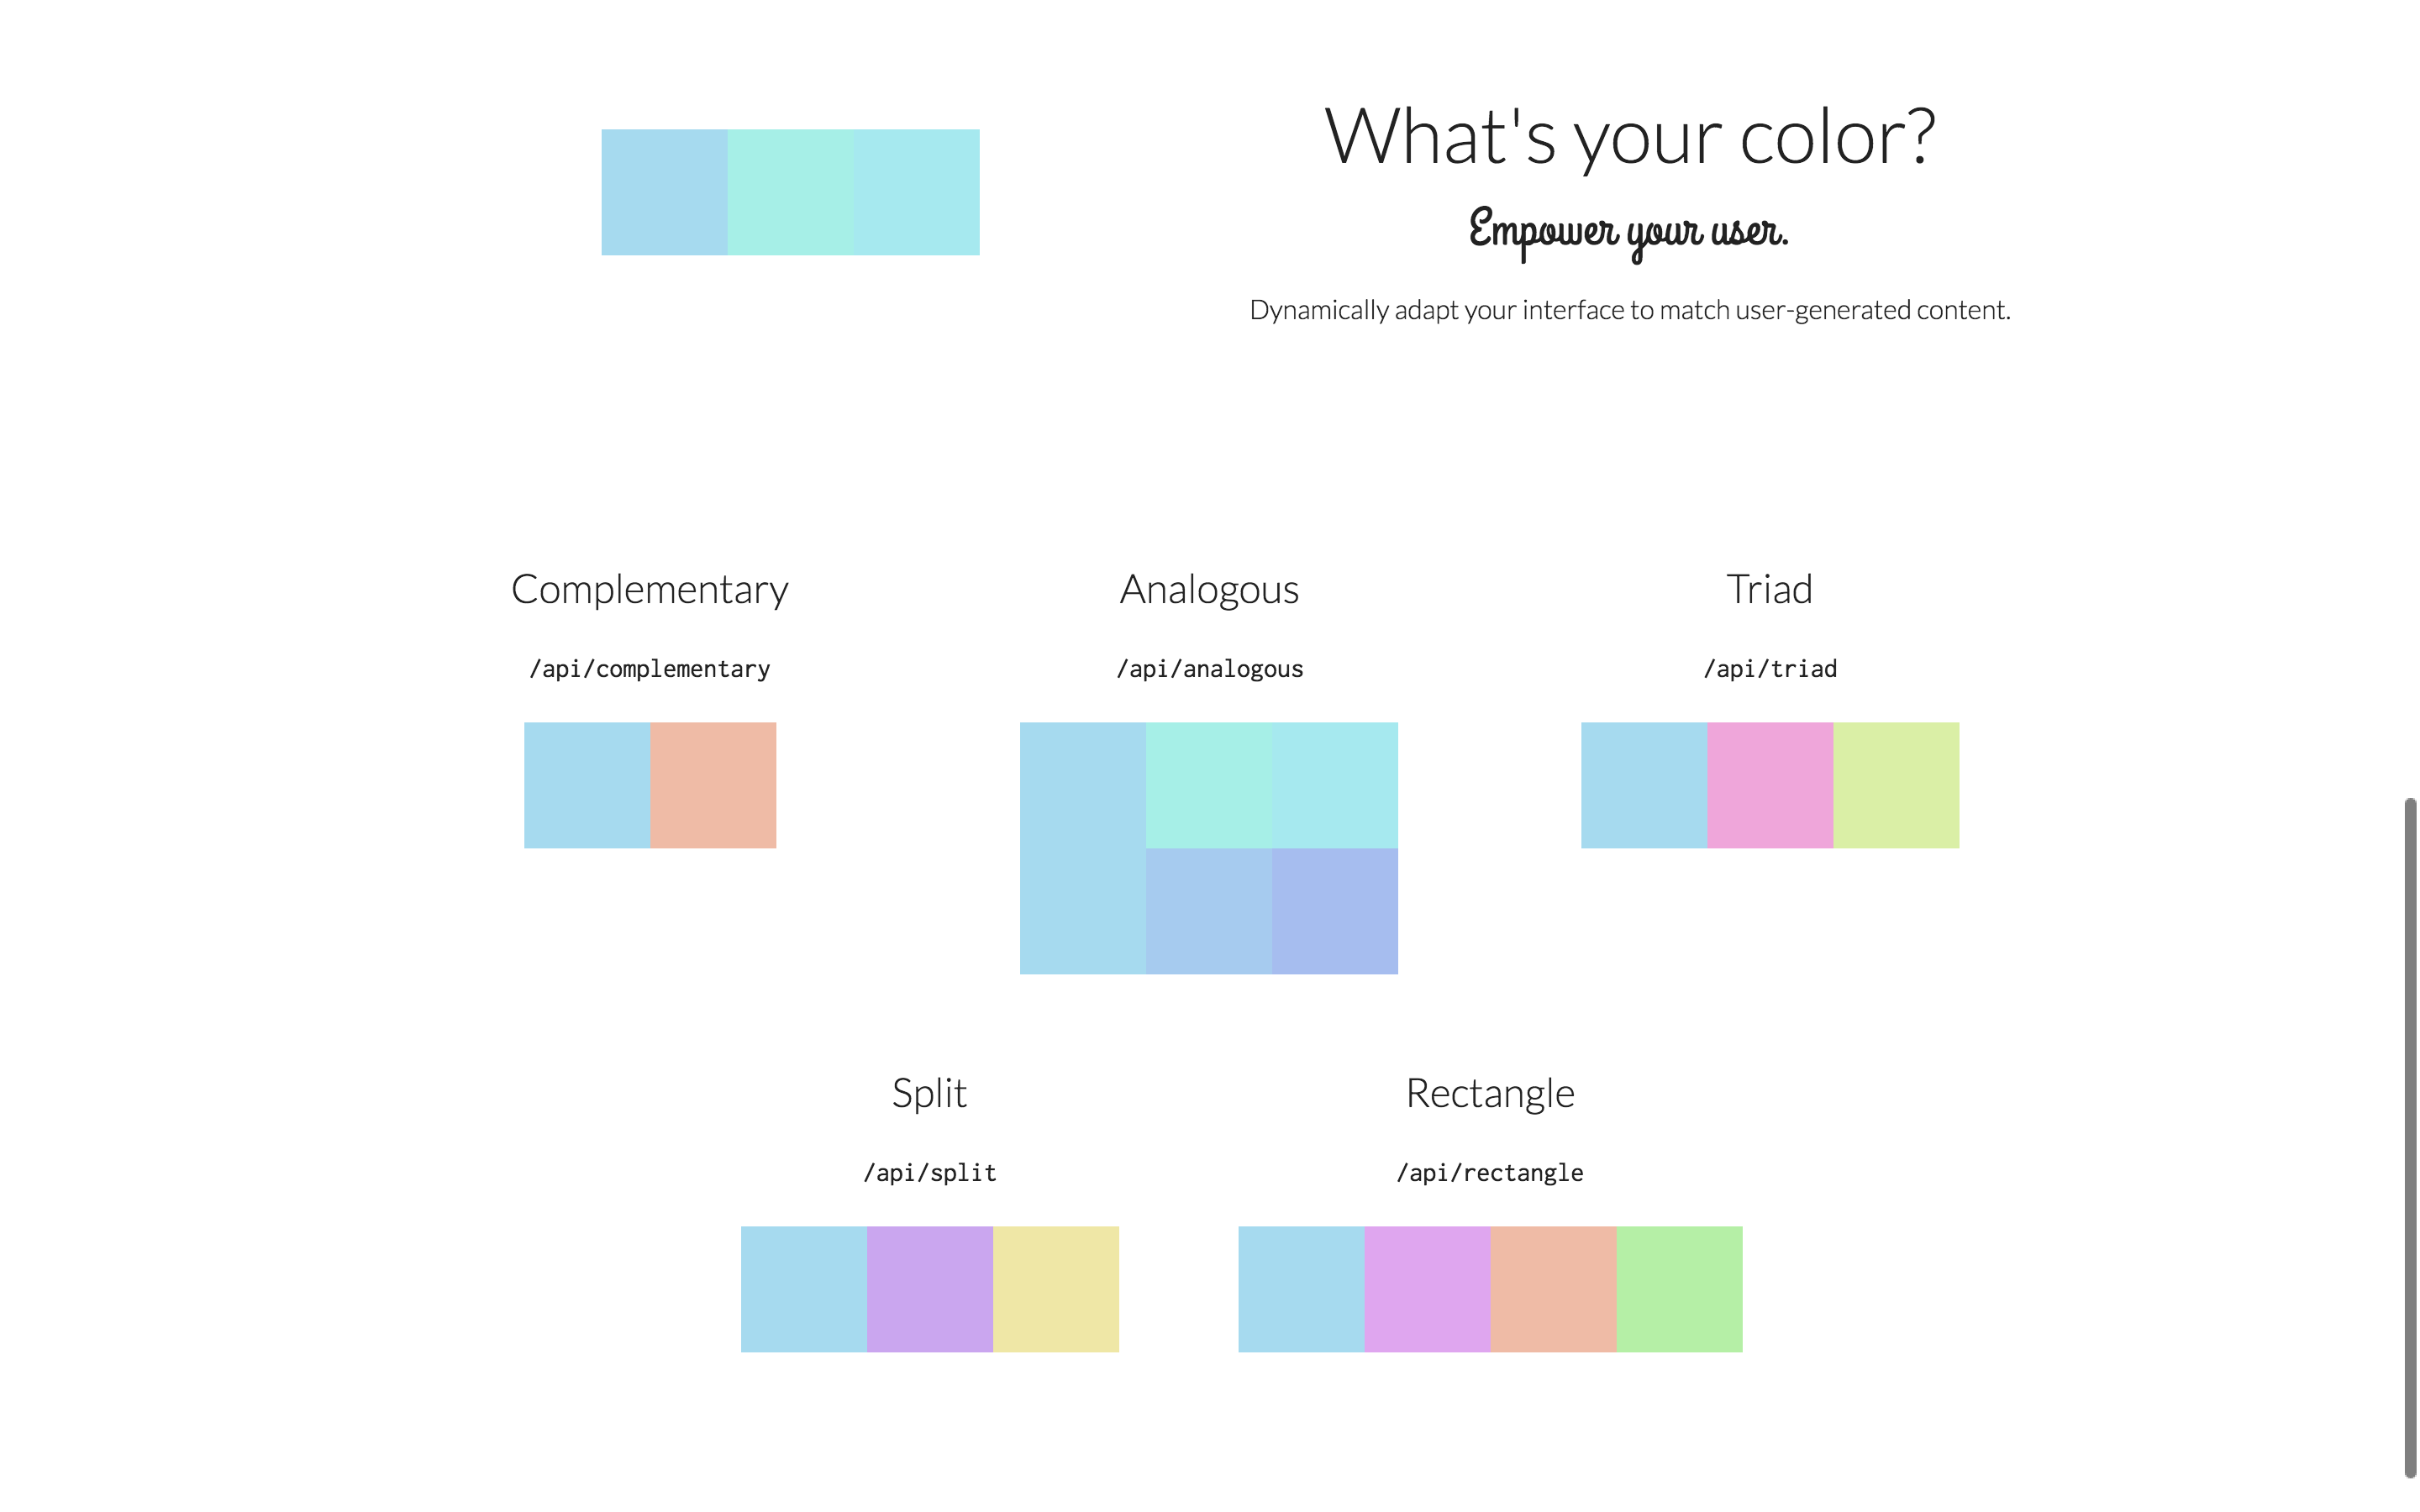 What's your color?
Empower your user.
Dynamically adapt your interface to match user-generated content.
Complementary
/api/complementary
Analogous
/api/analogous
Triad
/api/triad
Split
/api/split
Rectangle
/api/rectangle